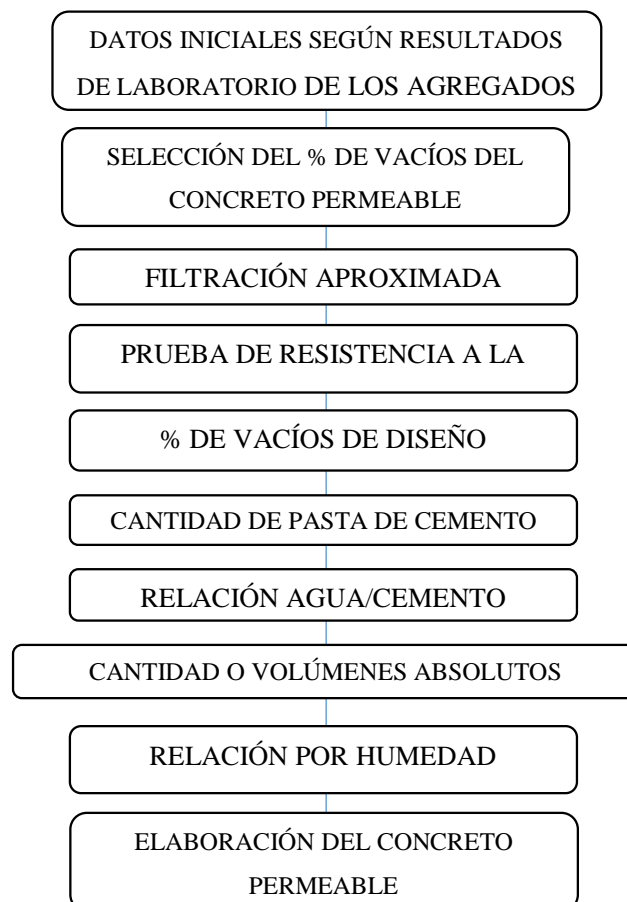 DATOS INICIALES SEGÚN RESULTADOS
DE LABORATORIO DE LOS AGREGADOS
SELECCIÓN DEL % DE VACÍOS DEL
CONCRETO PERMEABLE
FILTRACIÓN APROXIMADA
PRUEBA DE RESISTENCIA A LA
% DE VACÍOS DE DISEÑO
CANTIDAD DE PASTA DE CEMENTO
RELACIÓN AGUA/CEMENTO
CANTIDAD O VOLÚMENES ABSOLUTOS
RELACIÓN POR HUMEDAD
ELABORACIÓN DEL CONCRETO
PERMEABLE